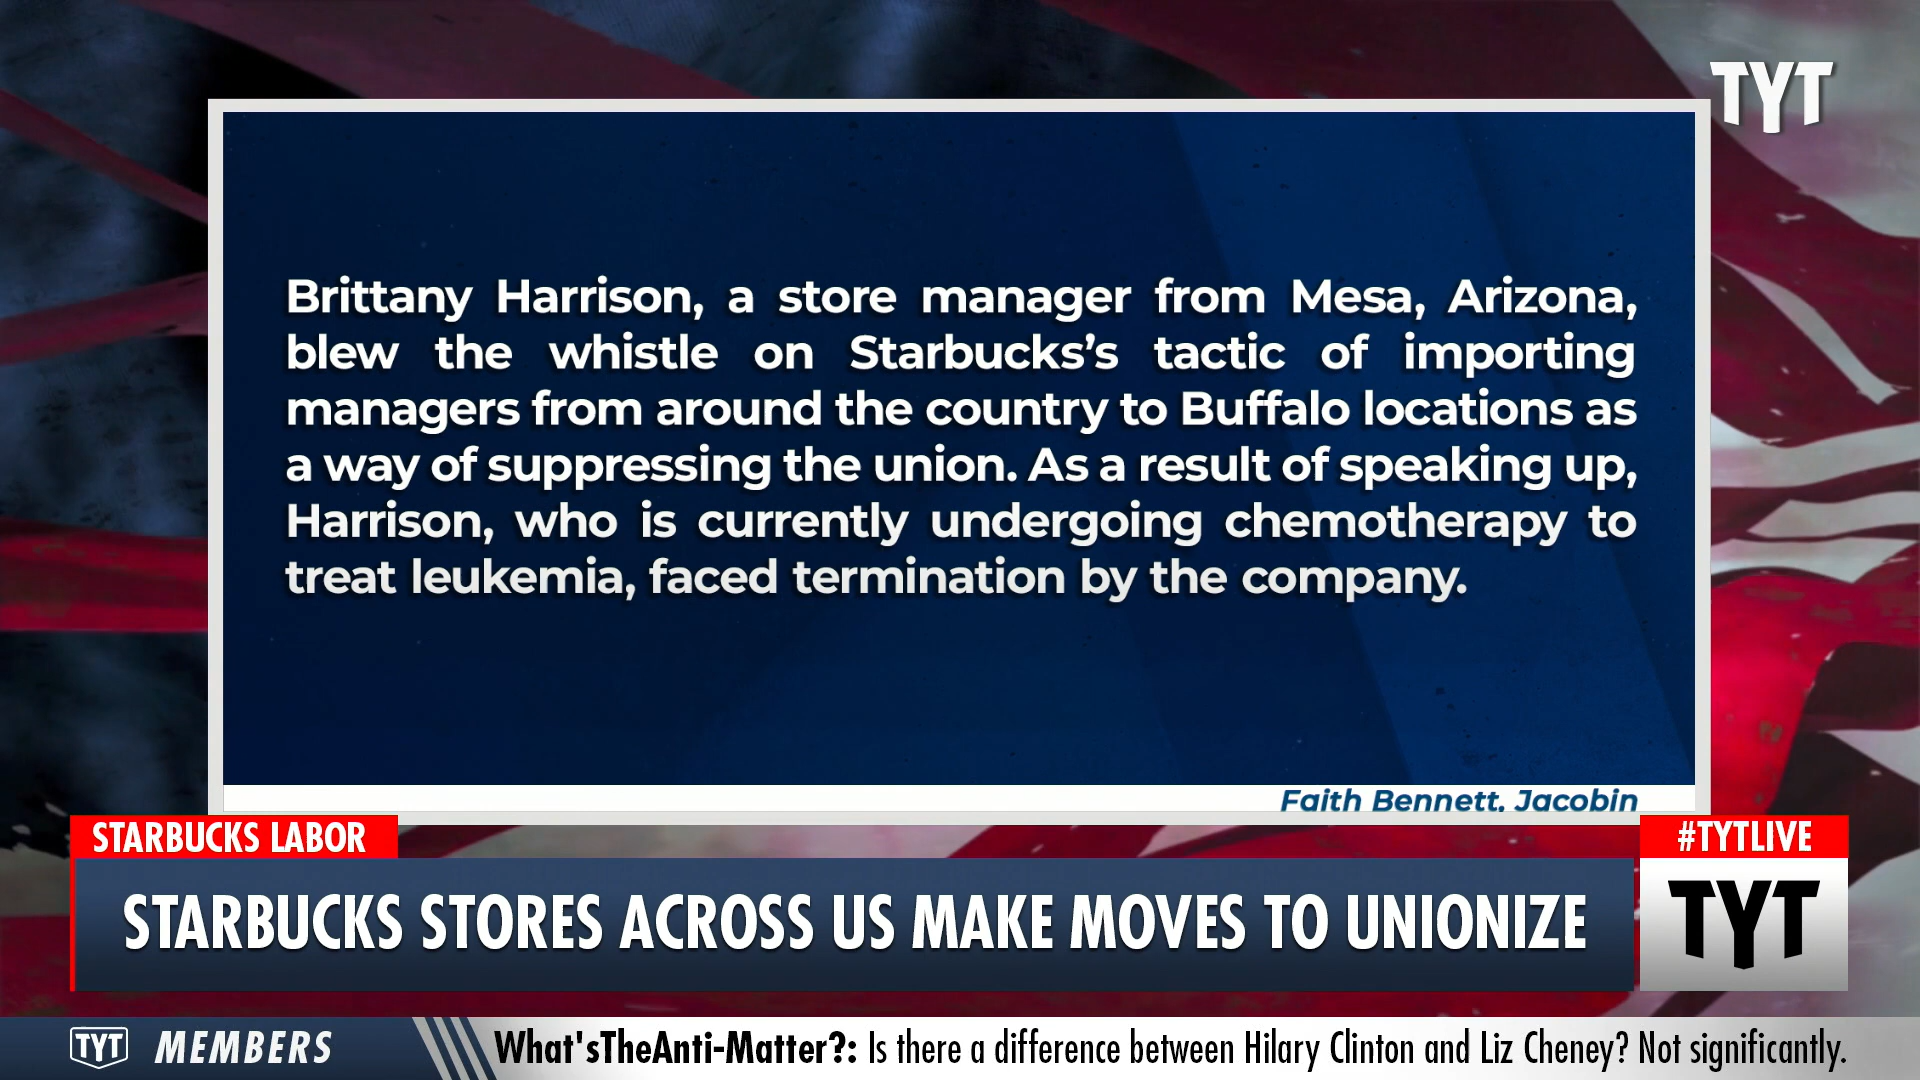 TYT
Brittany Harrison, a store manager from Mesa, Arizona,
blew the whistle on Starbucks’s tactic of importing
managers from around the country to Buffalo locations as
a way of suppressing the union. As a result of speaking up,
Harrison, who is currently undergoing chemotherapy to
treat leukemia, faced termination by the company.
Faith Bennett, Jacobin
STARBUCKS LABOR
#TYTLIVE
STARBUCKS STORES ACROSS US MAKE MOVES TO UNIONIZE
TYT
TYT MEMBERS
What'sTheAnti-Matter?: Is there a difference between Hilary Clinton and Liz Cheney? Not significantly.